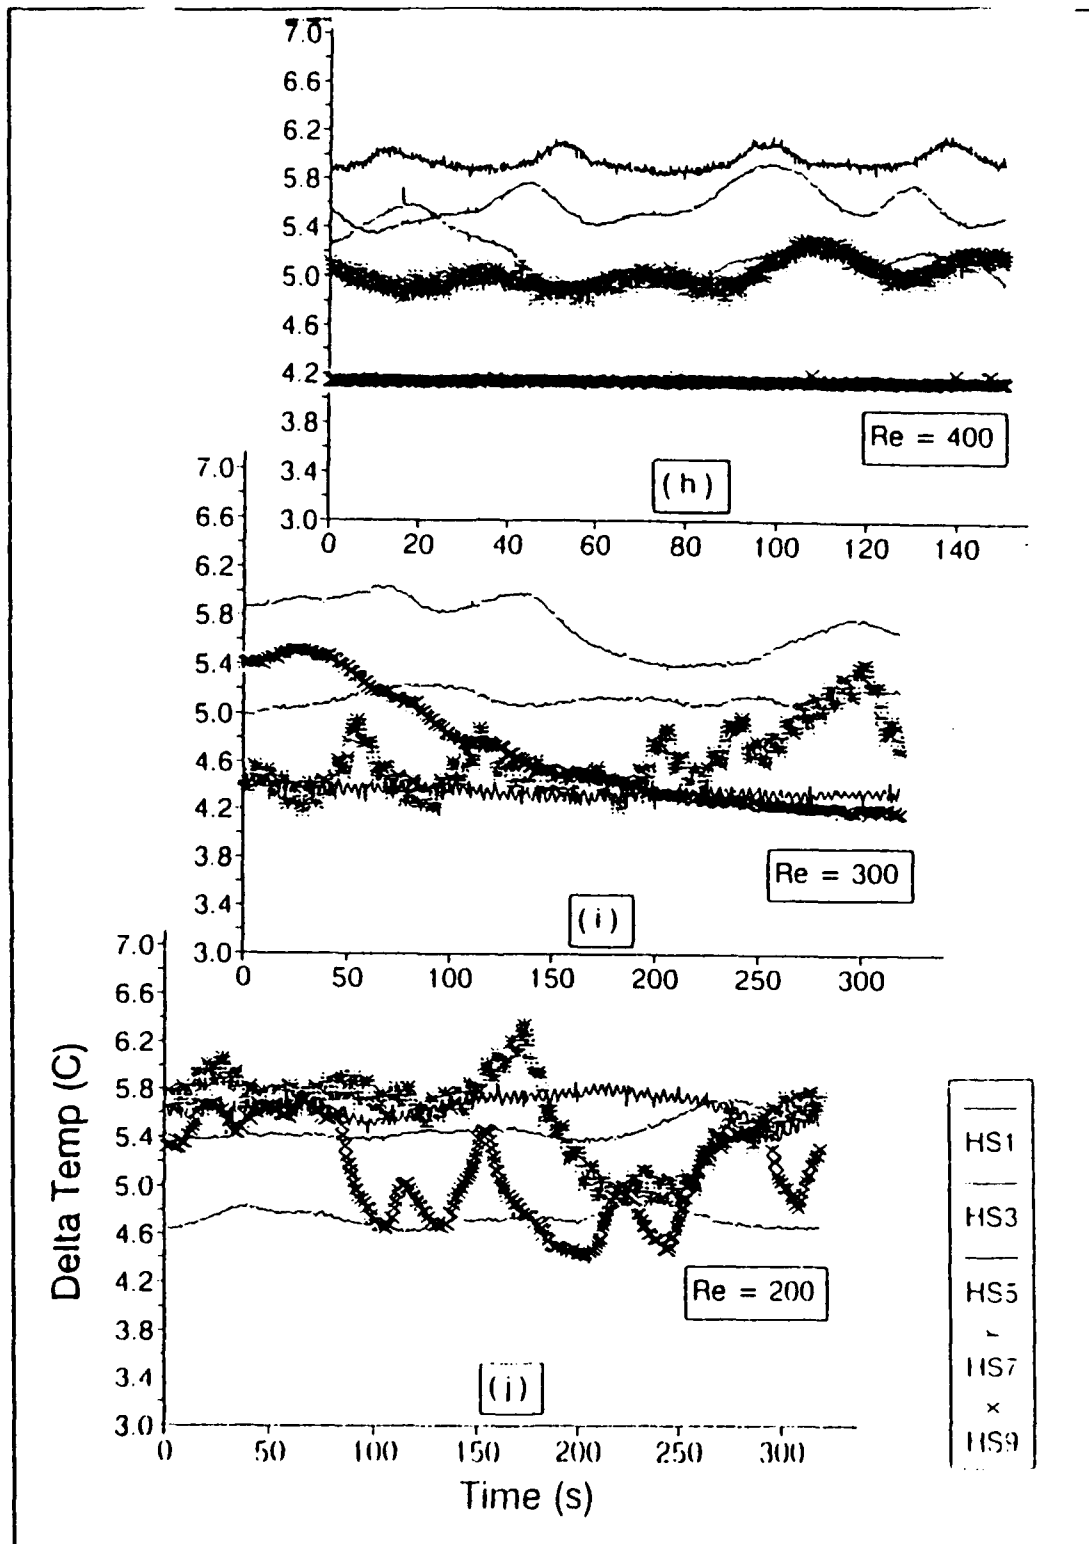 7.0
6.6
6.2
5.8
5.4
5.0
4.6
4.2
3.8
3.4
3.0
0 20 40 60 80 100 120 140
Re = 400
(h)
7.0
6.6
6.2
5.8
5.4
5.0
4.6
4.2
3.8
3.4
3.0
0 50 100 150 200 250 300
Re = 300
(i)
7.0
6.6
6.2
5.8
5.4
5.0
4.6
4.2
3.8
3.4
3.0
0 50 100 150 200 250 300
Re = 200
(j)
Delta Temp (C)
Time (s)
HS1
HS3
HS5
HS7
HS9